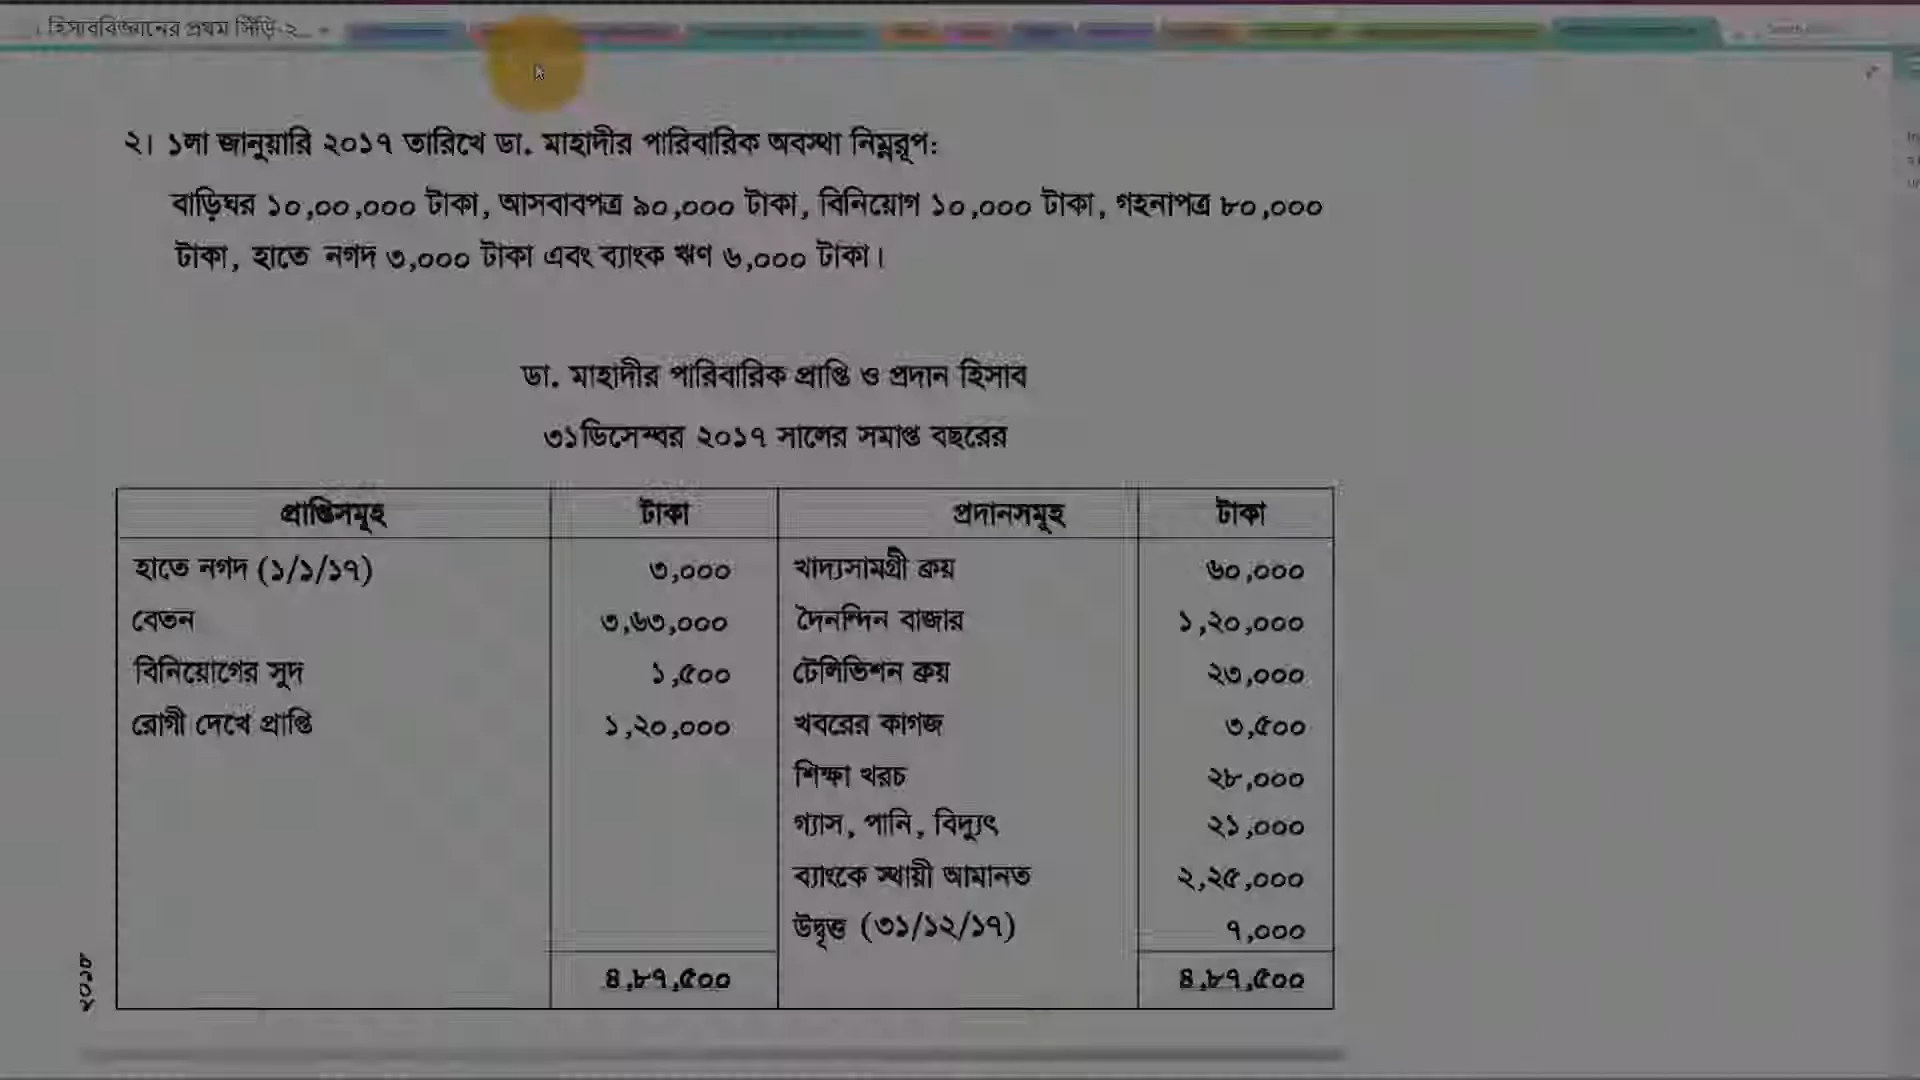 হিসাববিজ্ঞানের প্রথম সিঁড়ি-২
২। ১লা জানুয়ারি ২০১৭ তারিখে ডা. মাহাদীর পারিবারিক অবস্থা নিম্নরূপ:
বাড়িঘর ১০,০০,০০০ টাকা, আসবাবপত্র ৯০,০০০ টাকা, বিনিয়োগ ১০,০০০ টাকা, গহনাপত্র ৮০,০০০
টাকা, হাতে নগদ ৩,০০০ টাকা এবং ব্যাংক ঋণ ৬,০০০ টাকা।
ডা. মাহাদীর পারিবারিক প্রাপ্তি ও প্রদান হিসাব
৩১ডিসেম্বর ২০১৭ সালের সমাপ্ত বছরের
প্রাপ্তিসমূহ টাকা প্রদানসমূহ টাকা
হাতে নগদ (১/১/১৭) ৩,০০০ খাদ্যসামগ্রী ক্রয় ৬০,০০০
বেতন ৩,৬৩,০০০ দৈনন্দিন বাজার ১,২০,০০০
বিনিয়োগের সুদ ১,৫০০ টেলিভিশন ক্রয় ২৩,০০০
রোগী দেখে প্রাপ্তি ১,২০,০০০ খবরের কাগজ ৩,৫০০
শিক্ষা খরচ ২৮,০০০
গ্যাস, পানি, বিদ্যুৎ ২১,০০০
ব্যাংকে স্থায়ী আমানত ২,২৫,০০০
উদ্বৃত্ত (৩১/১২/১৭) ৭,০০০
৪,৮৭,৫০০ ৪,৮৭,৫০০
২০১৮